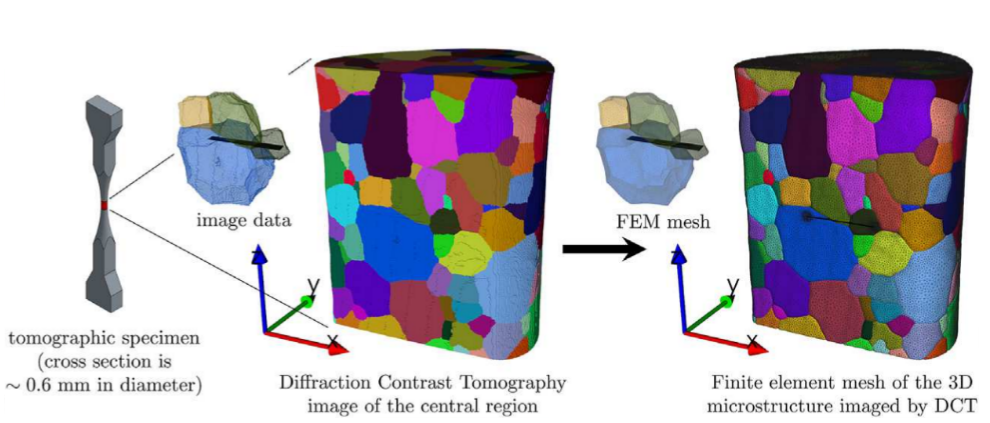 image data
FEM mesh
z
y
x
z
y
x
tomographic specimen
(cross section is
∼ 0.6 mm in diameter)
Diffraction Contrast Tomography
image of the central region
Finite element mesh of the 3D
microstructure imaged by DCT